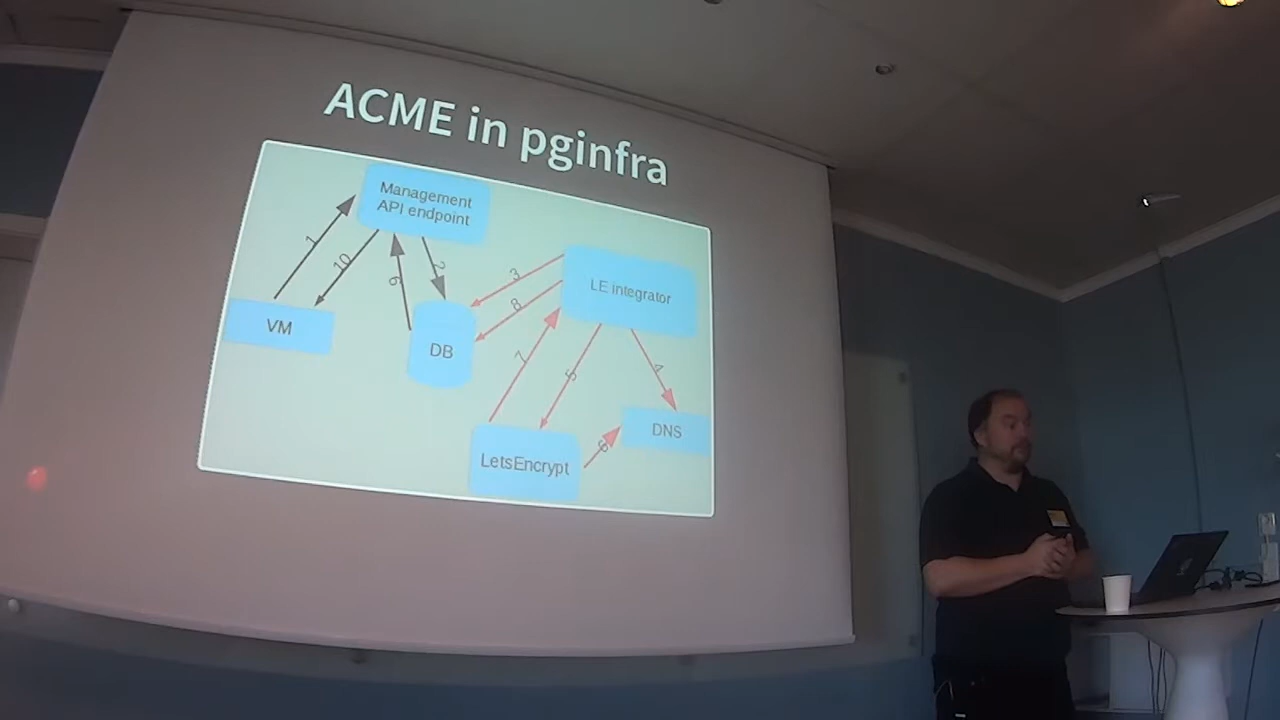 ACME in pginfra
Management
API endpoint
1
10
9
2
3
8
LE integrator
VM
DB
7
5
4
6
DNS
LetsEncrypt